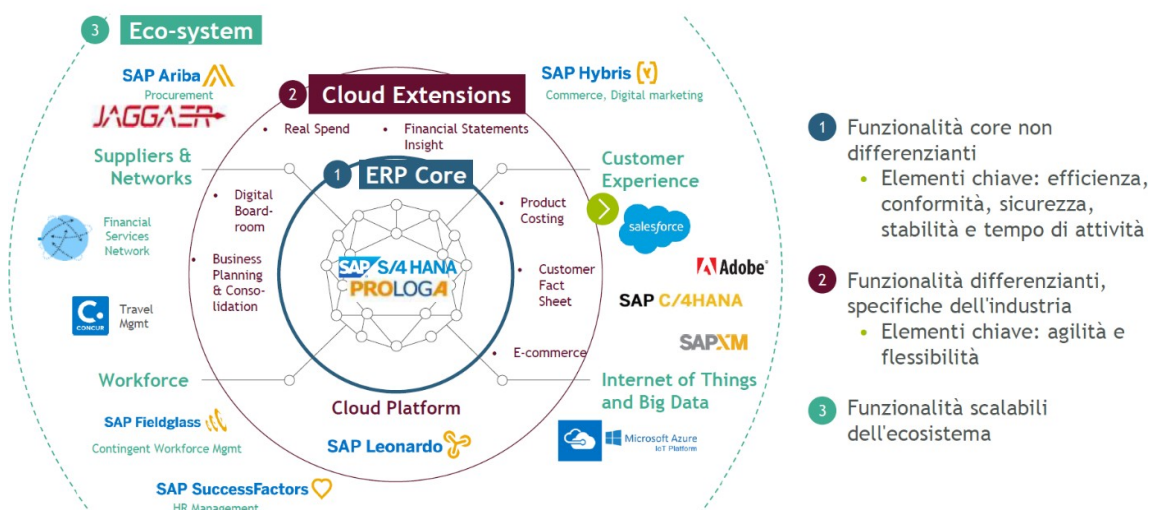 3 Eco-system
SAP Ariba
Procurement
JAGGAER
SAP Hybris
Commerce, Digital marketing
2 Cloud Extensions
• Real Spend
• Financial Statements
Insight
Suppliers &
Networks
1 ERP Core
Customer
Experience
• Digital
Board-
room
• Product
Costing
salesforce
Financial
Services
Network
• Business
Planning
& Conso-
lidation
SAP S/4 HANA
PROLOGA
• Customer
Fact
Sheet
Adobe®
SAP C/4HANA
C.
CONCUR
Travel
Mgmt
SAP XM
• E-commerce
Workforce
Internet of Things
and Big Data
Cloud Platform
SAP Fieldglass
Contingent Workforce Mgmt
SAP Leonardo
Microsoft Azure
IoT Platform
SAP SuccessFactors
HR Management
1 Funzionalità core non
differenzianti
• Elementi chiave: efficienza,
conformità, sicurezza,
stabilità e tempo di attività
2 Funzionalità differenzianti,
specifiche dell'industria
• Elementi chiave: agilità e
flessibilità
3 Funzionalità scalabili
dell'ecosistema